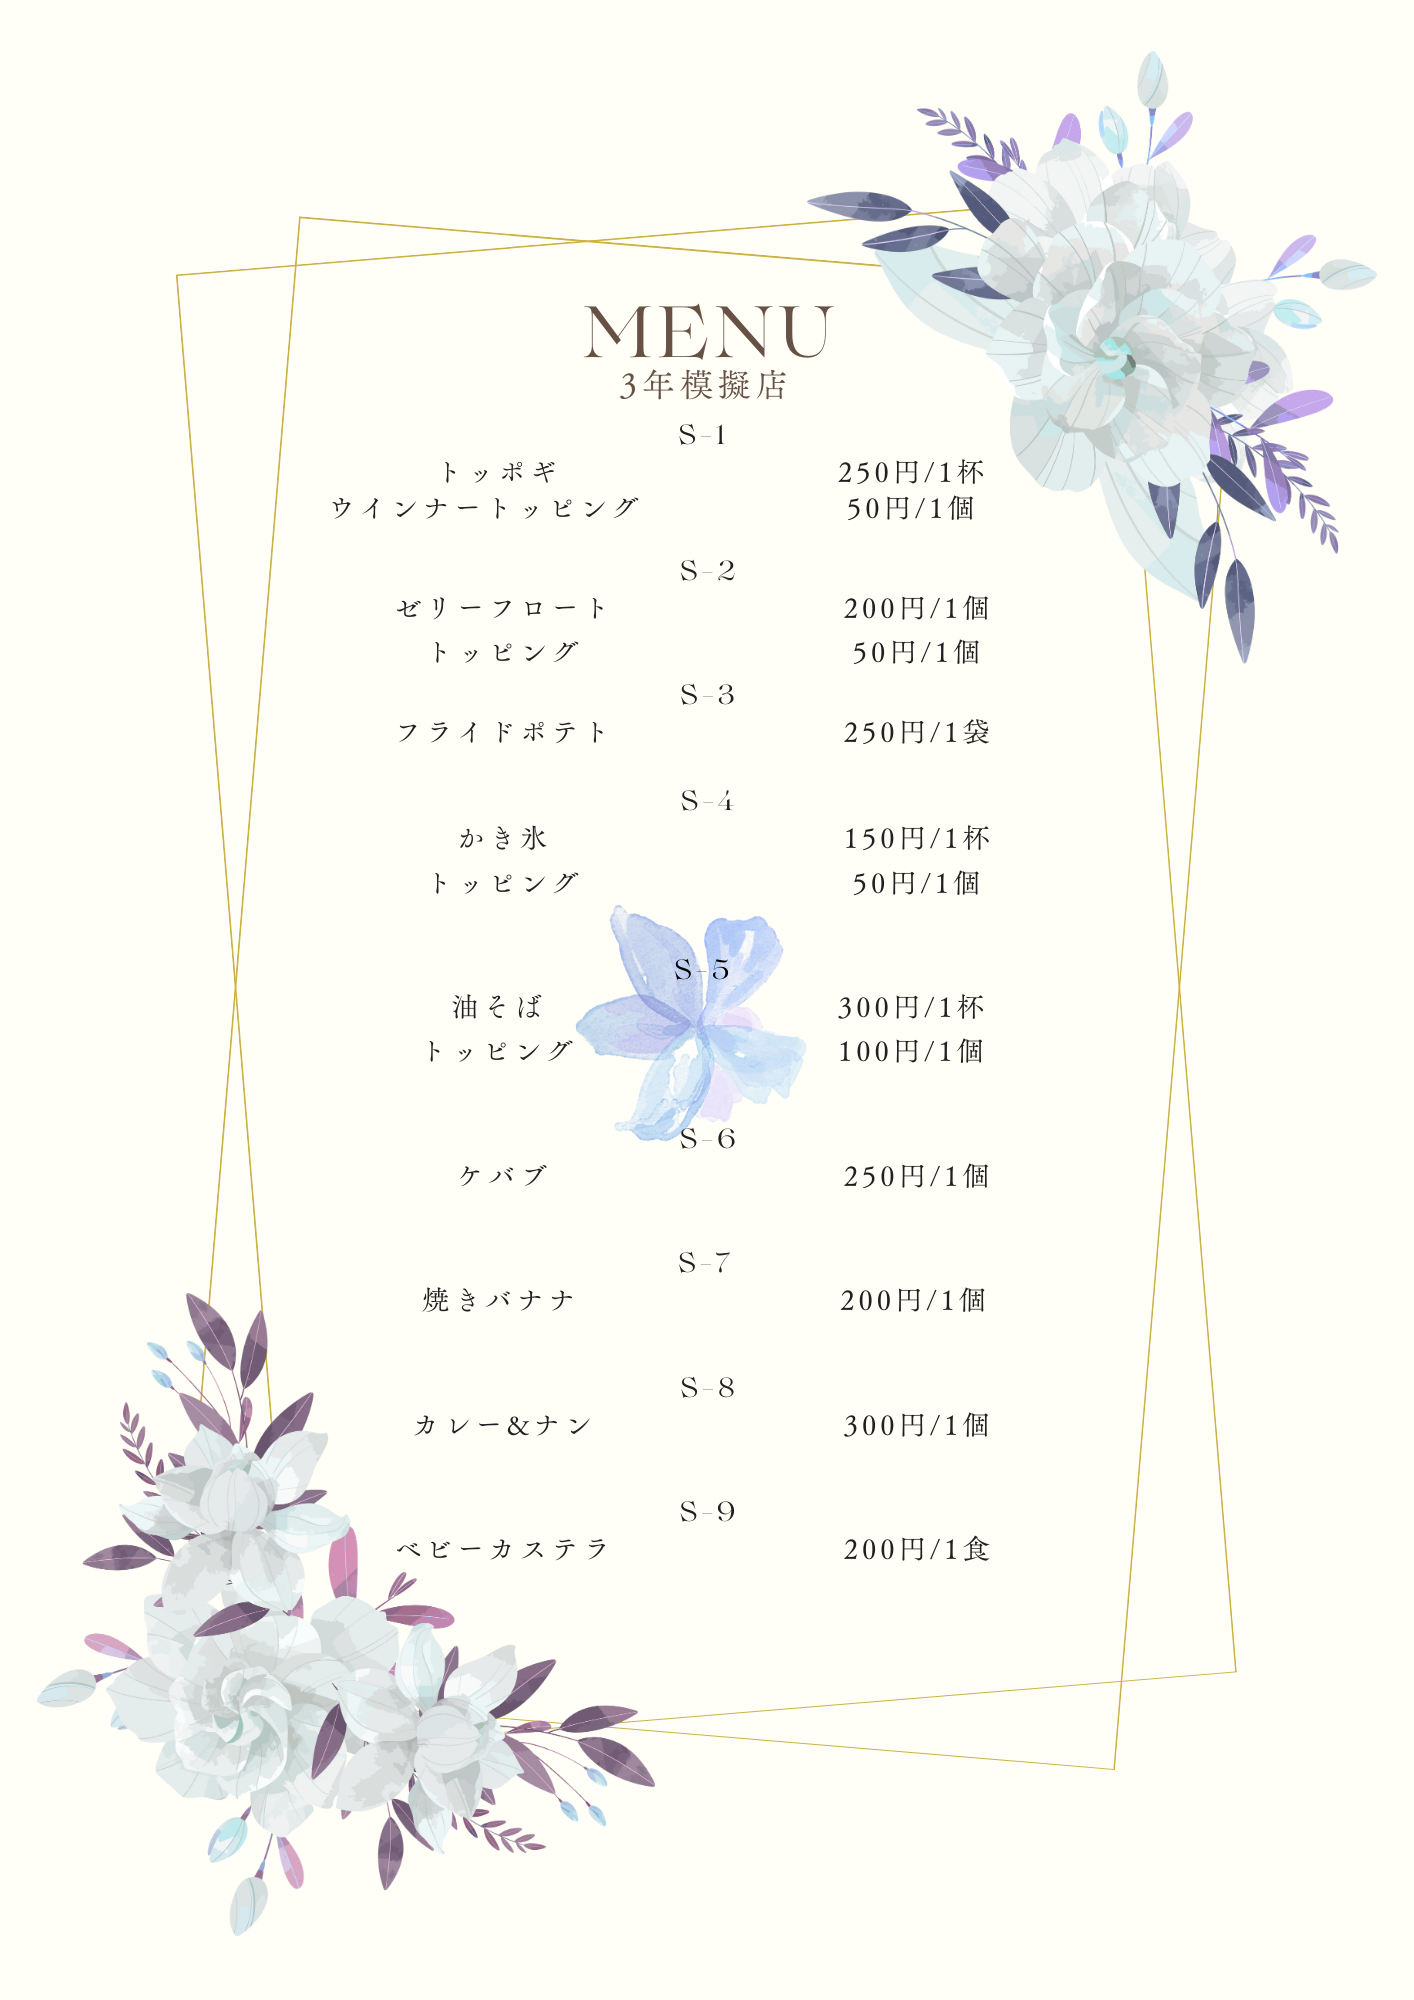 MENU
3年模擬店
S-1
トッポギ 250円/1杯
ウインナートッピング 50円/1個
S-2
ゼリーフロート 200円/1個
トッピング 50円/1個
S-3
フライドポテト 250円/1袋
S-4
かき氷 150円/1杯
トッピング 50円/1個
S-5
油そば 300円/1杯
トッピング 100円/1個
S-6
ケバブ 250円/1個
S-7
焼きバナナ 200円/1個
S-8
カレー&ナン 300円/1個
S-9
ベビーカステラ 200円/1食